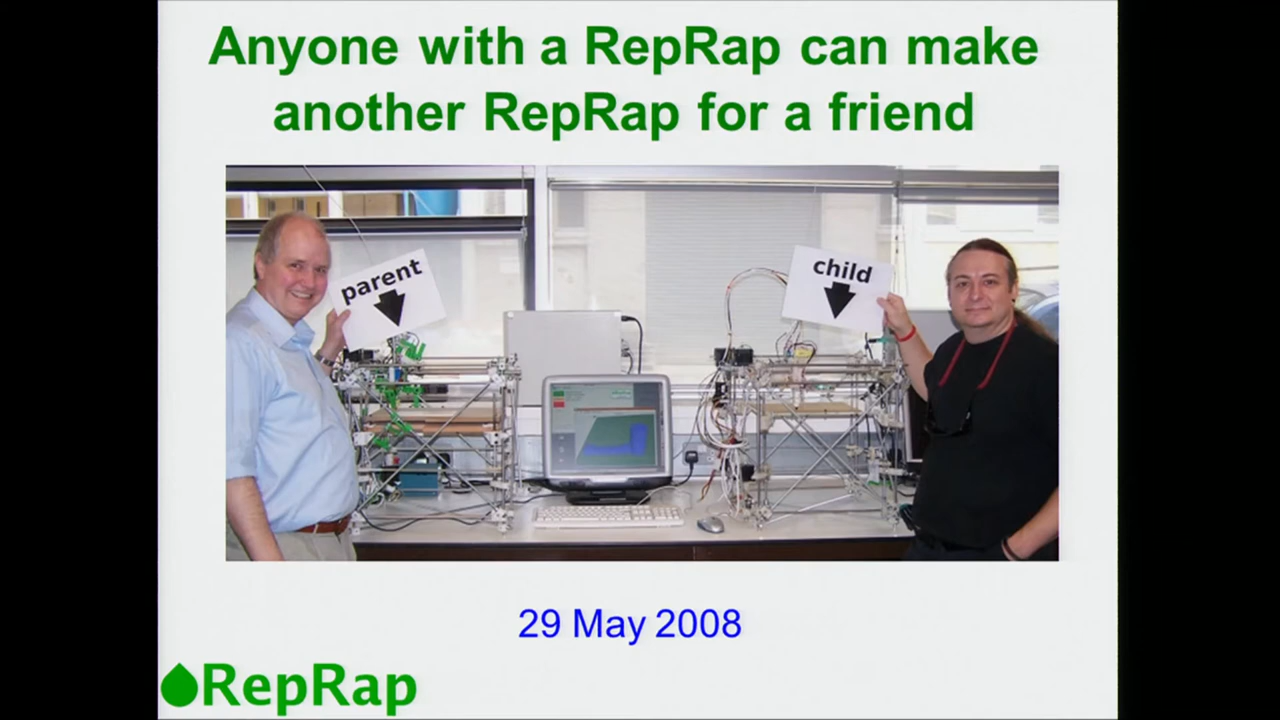 Anyone with a RepRap can make
another RepRap for a friend
parent
child
29 May 2008
RepRap